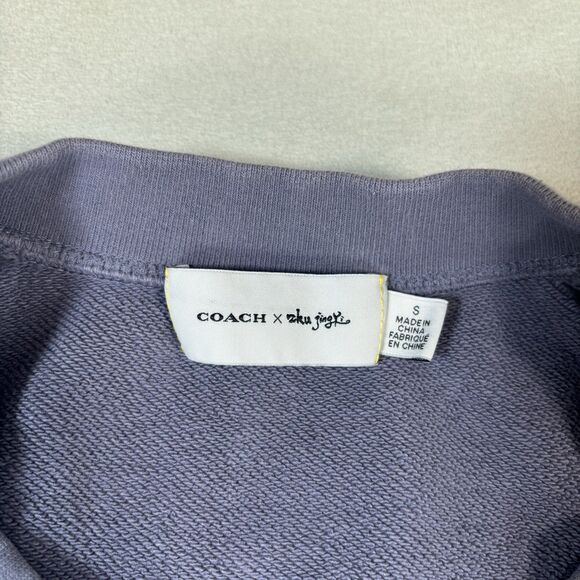 COACH X zhu jingyi
S
MADE IN
CHINA
FABRIQUÉ
EN CHINE